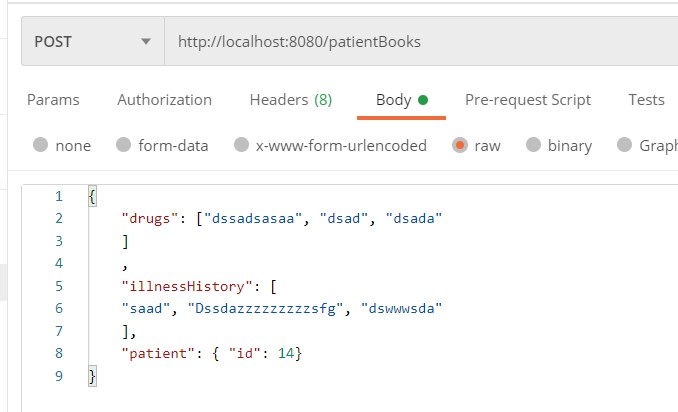 POST http://localhost:8080/patientBooks
Params Authorization Headers (8) Body Pre-request Script Tests
none form-data x-www-form-urlencoded raw binary Graph
1 {
2 "drugs": ["dssadsasaa", "dsad", "dsada"
3 ]
4 ,
5 "illnessHistory": [
6 "saad", "Dssdazzzzzzzzzsfg", "dswwwsda"
7 ],
8 "patient": { "id": 14}
9 }